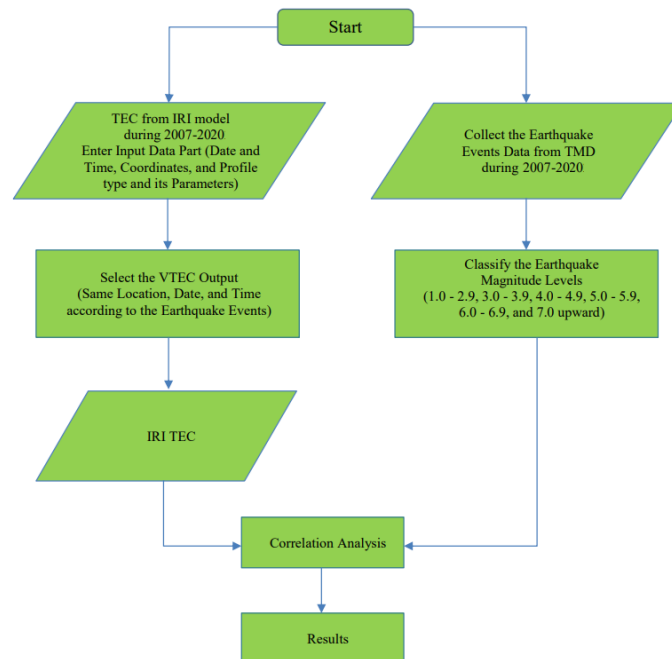 Start
TEC from IRI model
during 2007-2020
Enter Input Data Part (Date and
Time, Coordinates, and Profile
type and its Parameters)
Collect the Earthquake
Events Data from TMD
during 2007-2020
Select the VTEC Output
(Same Location, Date, and Time
according to the Earthquake Events)
Classify the Earthquake
Magnitude Levels
(1.0 - 2.9, 3.0 - 3.9, 4.0 - 4.9, 5.0 - 5.9,
6.0 - 6.9, and 7.0 upward)
IRI TEC
Correlation Analysis
Results